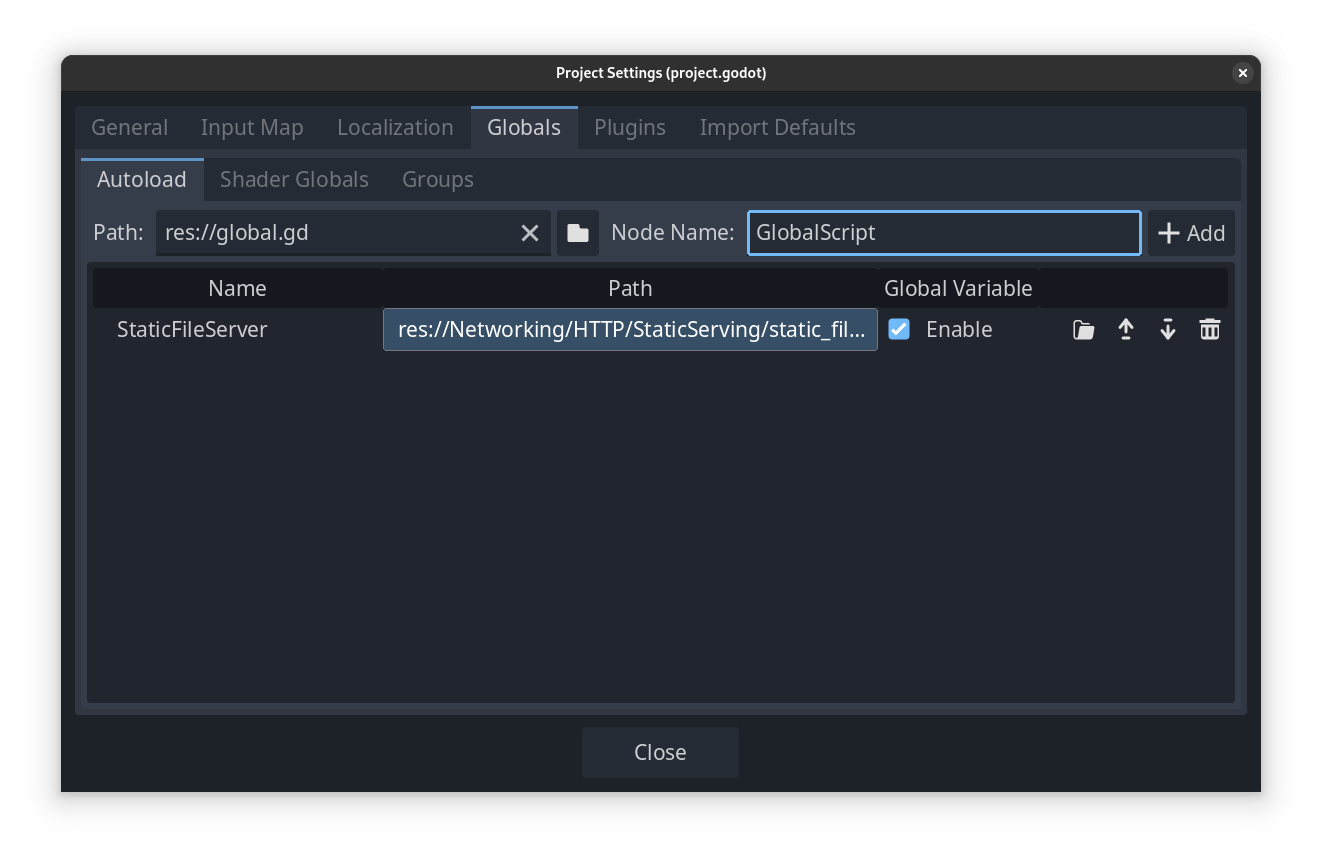 Project Settings (project.godot)
General Input Map Localization Globals Plugins Import Defaults
Autoload Shader Globals Groups
Path: res://global.gd Node Name: GlobalScript Add
Name Path Global Variable
StaticFileServer res://Networking/HTTP/StaticServing/static_fil... Enable
Close